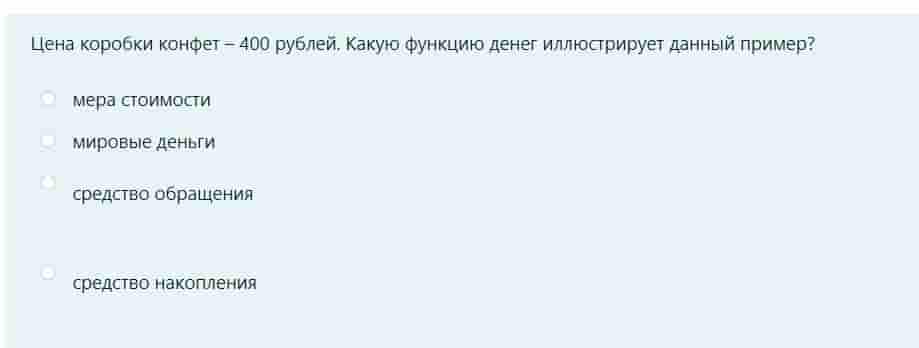 Цена коробки конфет – 400 рублей. Какую функцию денег иллюстрирует данный пример?
мера стоимости
мировые деньги
средство обращения
средство накопления